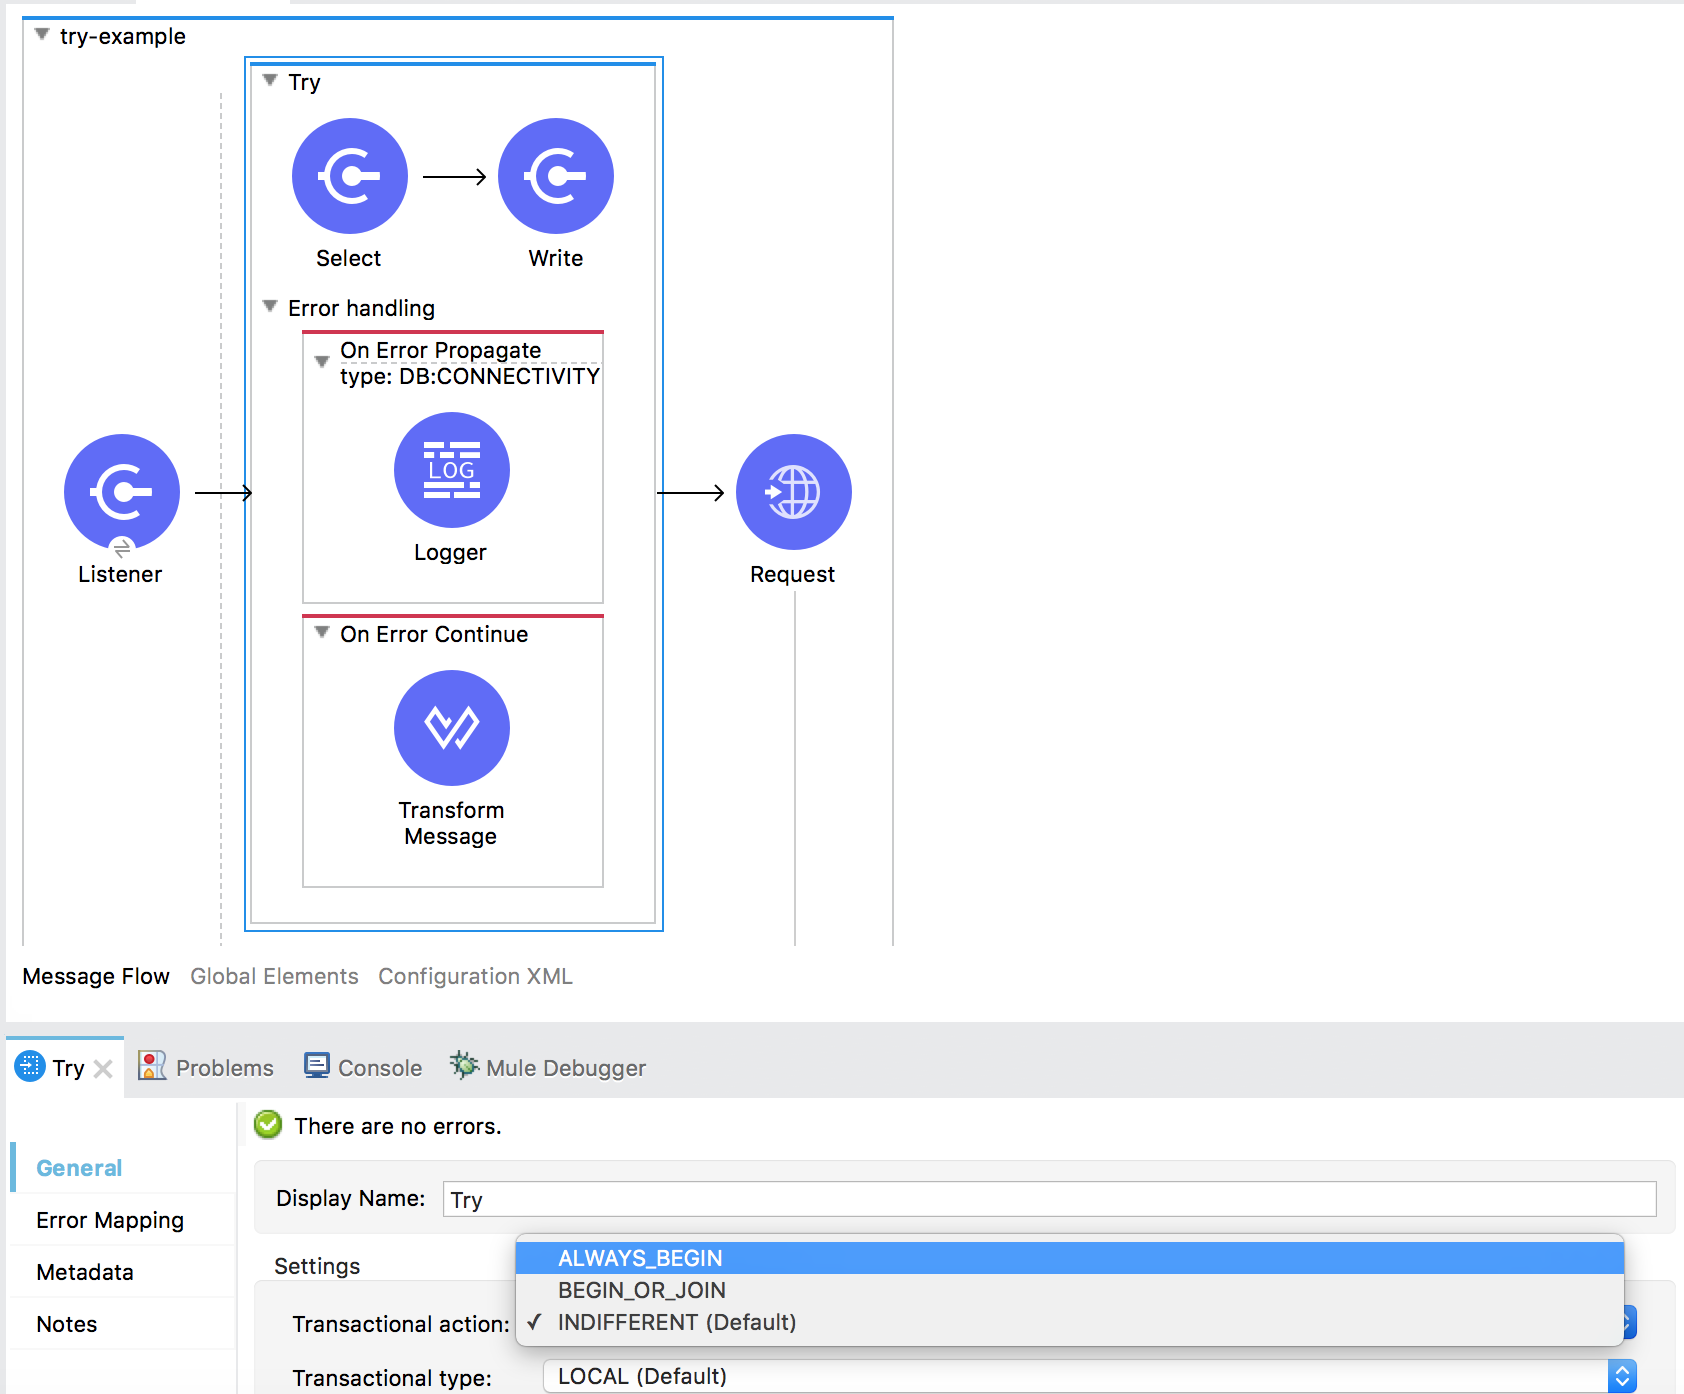 try-example
Try
Select
Write
Error handling
On Error Propagate
type: DB:CONNECTIVITY
LOG
Logger
Listener
Request
On Error Continue
Transform
Message
Message Flow Global Elements Configuration XML
Try Problems Console Mule Debugger
There are no errors.
General
Error Mapping
Metadata
Notes
Display Name: Try
Settings
ALWAYS_BEGIN
BEGIN_OR_JOIN
Transactional action: ✓ INDIFFERENT (Default)
Transactional type: LOCAL (Default)